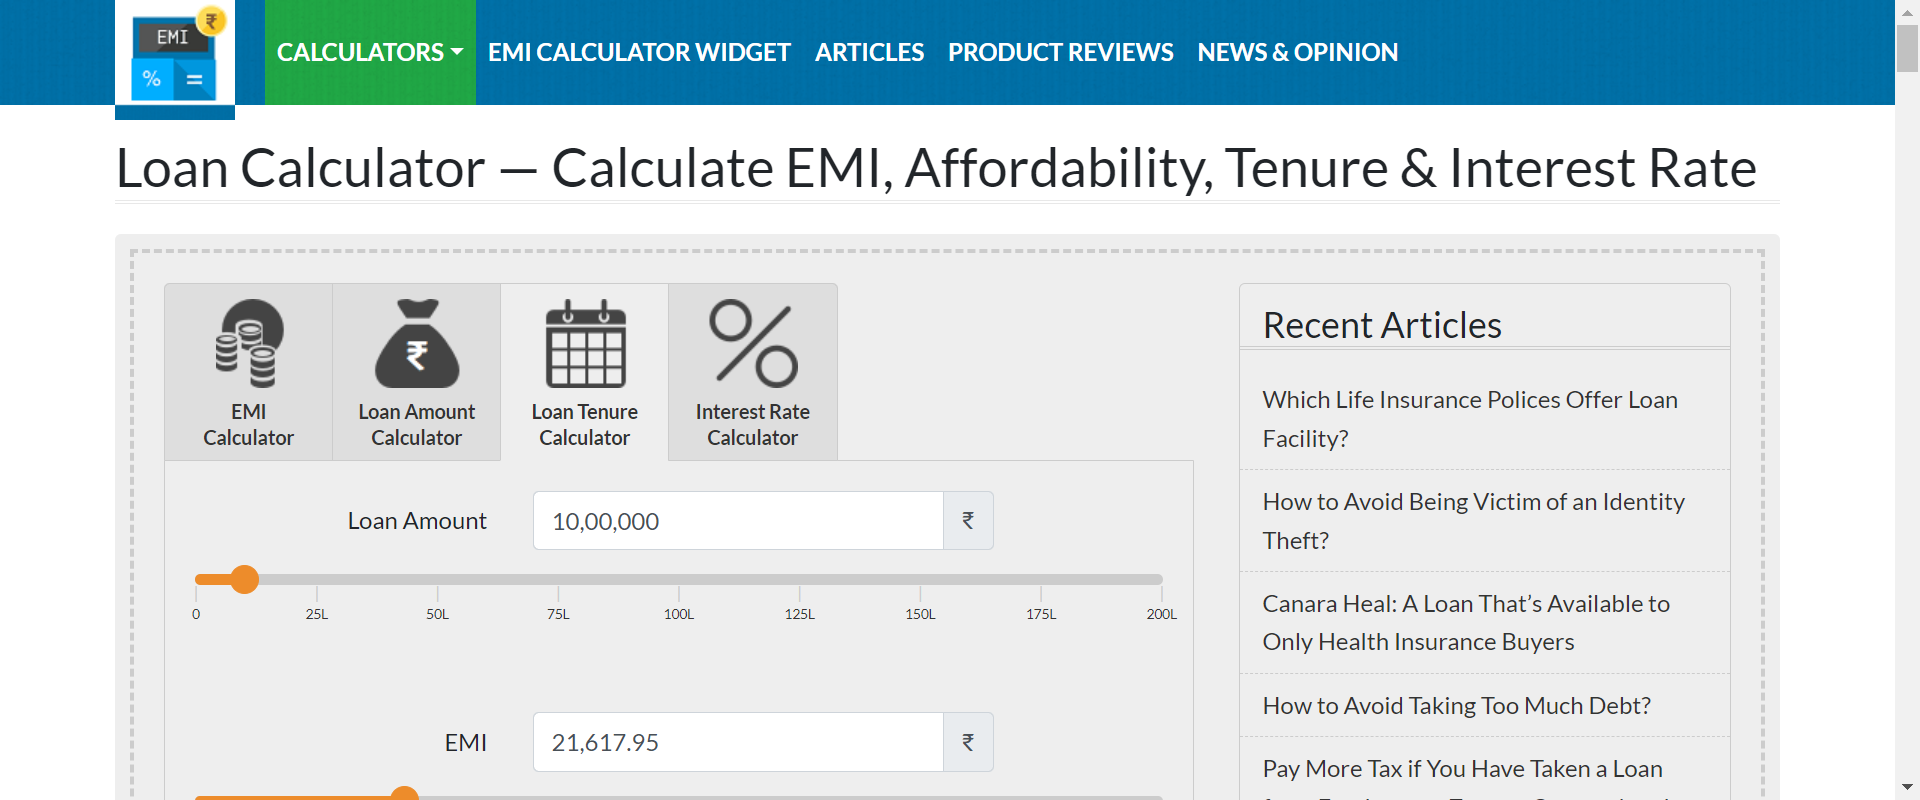 EMI
₹
%
=
CALCULATORS
EMI CALCULATOR WIDGET
ARTICLES
PRODUCT REVIEWS
NEWS & OPINION
Loan Calculator — Calculate EMI, Affordability, Tenure & Interest Rate
EMI
Calculator
₹
Loan Amount
Calculator
Loan Tenure
Calculator
Interest Rate
Calculator
Loan Amount
10,00,000
₹
0
25L
50L
75L
100L
125L
150L
175L
200L
EMI
21,617.95
₹
Recent Articles
Which Life Insurance Polices Offer Loan
Facility?
How to Avoid Being Victim of an Identity
Theft?
Canara Heal: A Loan That’s Available to
Only Health Insurance Buyers
How to Avoid Taking Too Much Debt?
Pay More Tax if You Have Taken a Loan